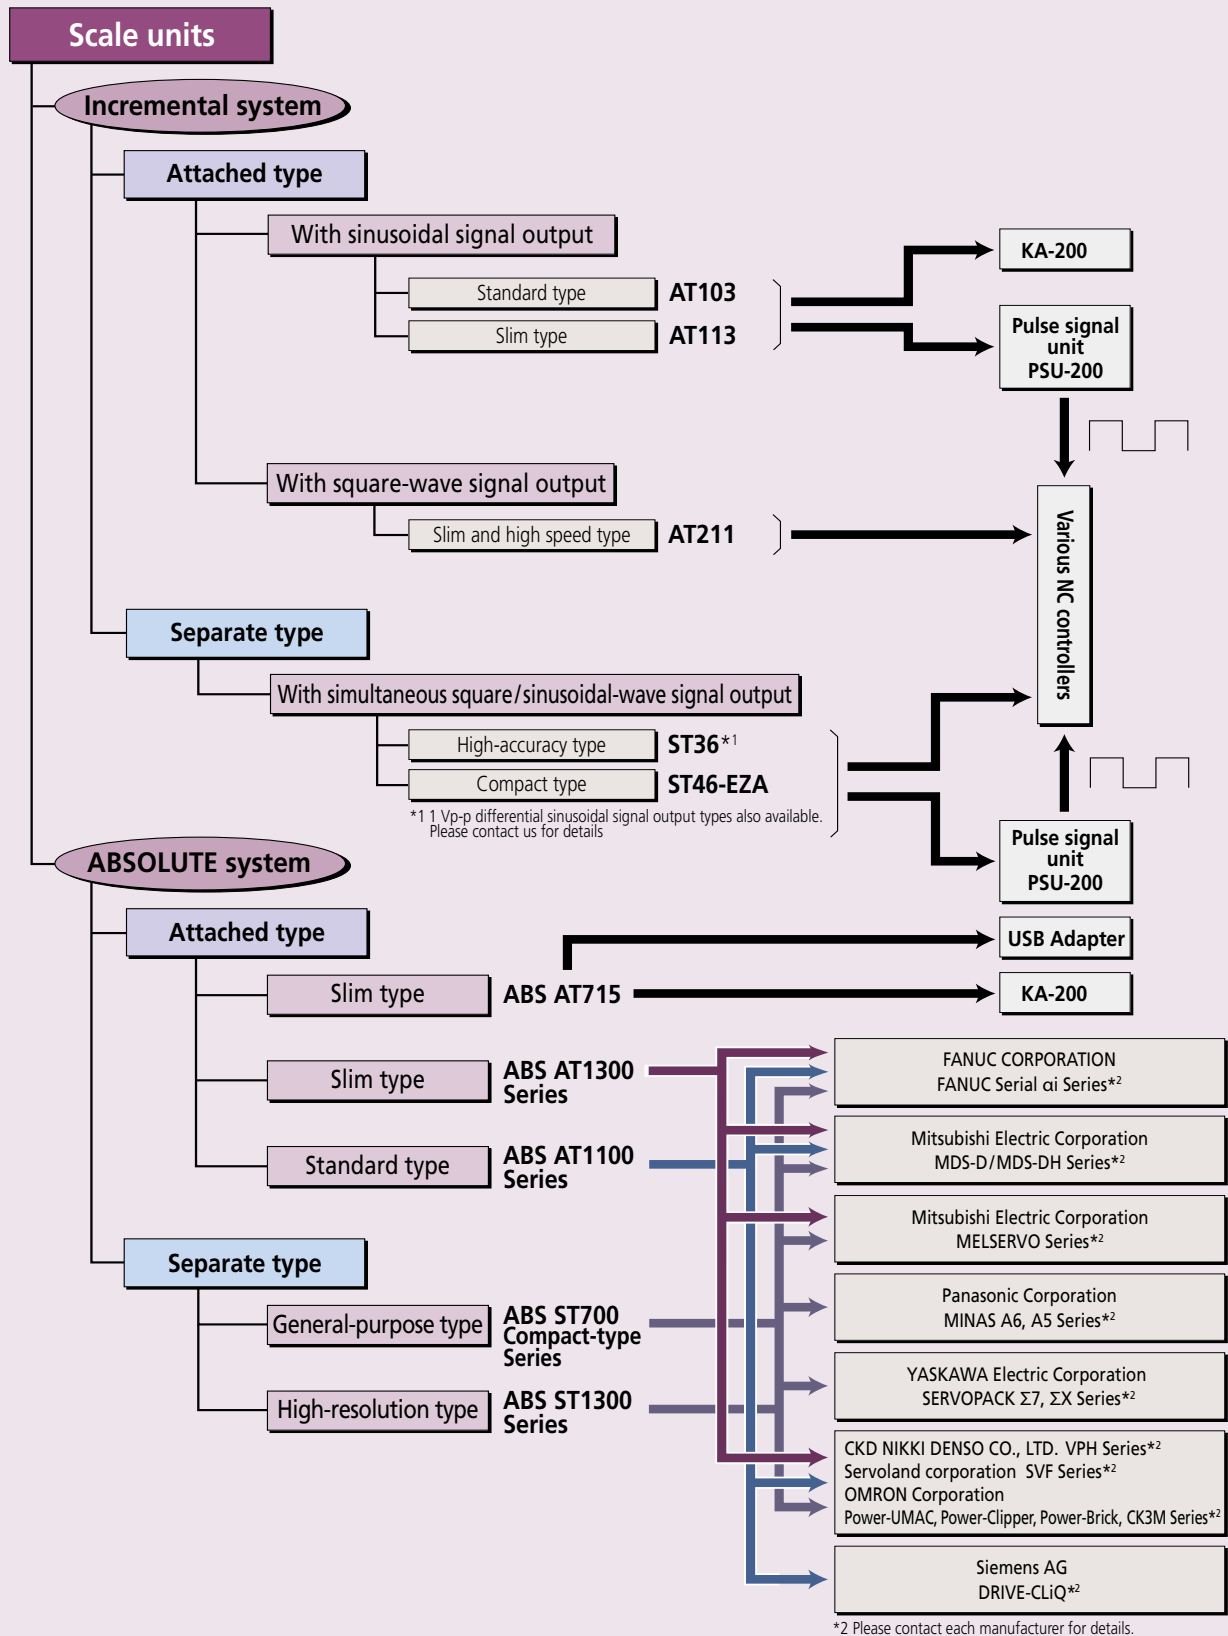 Scale units
Incremental system
Attached type
With sinusoidal signal output
KA-200
Standard type AT103
Slim type AT113
Pulse signal
unit
PSU-200
With square-wave signal output
Slim and high speed type AT211
Various NC controllers
Separate type
With simultaneous square/sinusoidal-wave signal output
High-accuracy type ST36*1
Compact type ST46-EZA
*1 1 Vp-p differential sinusoidal signal output types also available.
Please contact us for details
Pulse signal
unit
PSU-200
ABSOLUTE system
Attached type
USB Adapter
Slim type ABS AT715
KA-200
Slim type ABS AT1300
Series
Standard type ABS AT1100
Series
Separate type
General-purpose type ABS ST700
Compact-type
Series
High-resolution type ABS ST1300
Series
FANUC CORPORATION
FANUC Serial αi Series*2
Mitsubishi Electric Corporation
MDS-D/MDS-DH Series*2
Mitsubishi Electric Corporation
MELSERVO Series*2
Panasonic Corporation
MINAS A6, A5 Series*2
YASKAWA Electric Corporation
SERVOPACK Σ7, ΣX Series*2
CKD NIKKI DENSO CO., LTD. VPH Series*2
Servoland corporation SVF Series*2
OMRON Corporation
Power-UMAC, Power-Clipper, Power-Brick, CK3M Series*2
Siemens AG
DRIVE-CLiQ*2
*2 Please contact each manufacturer for details.